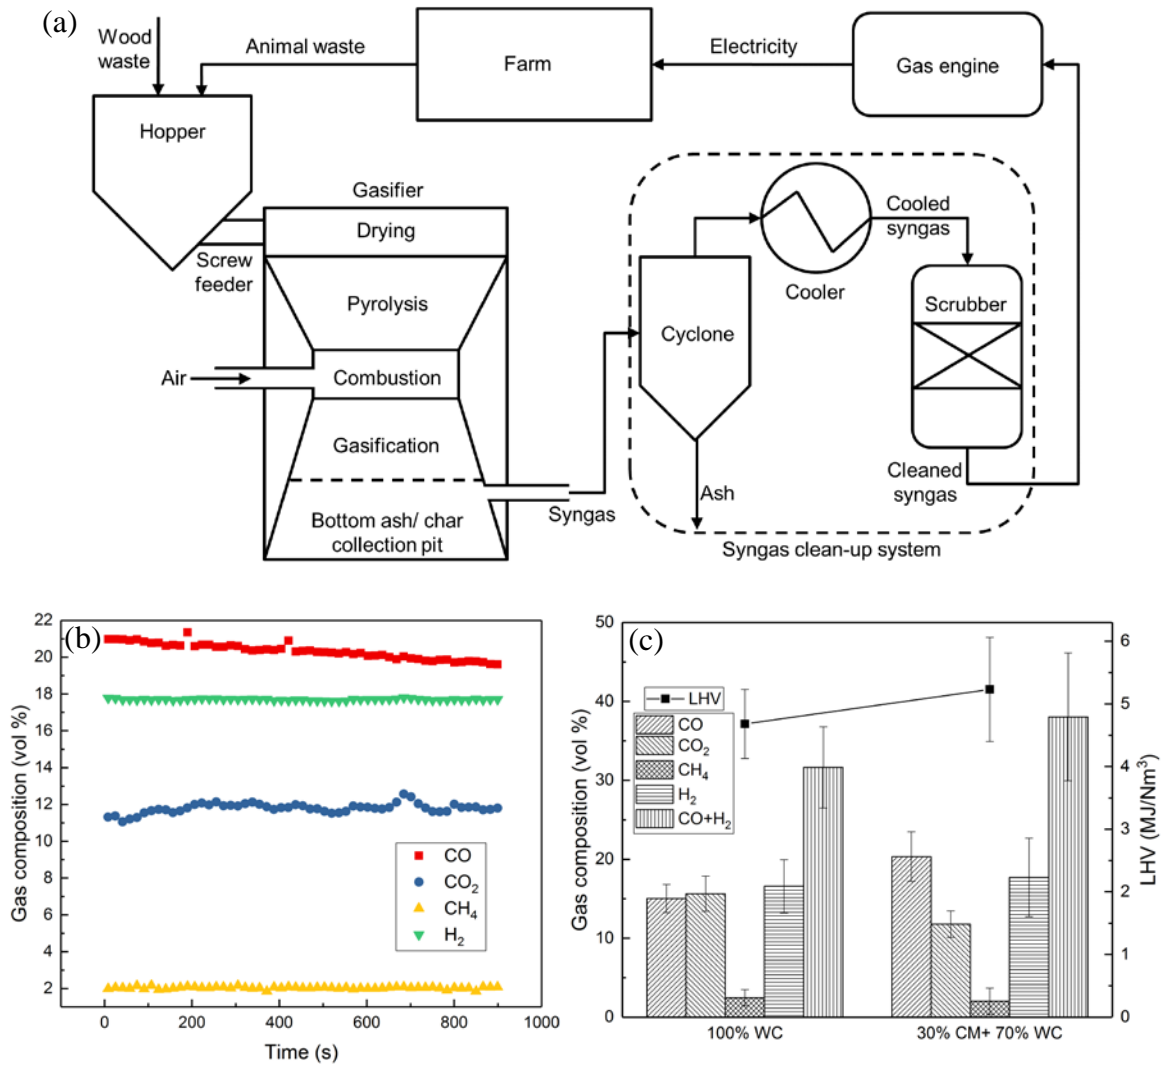 (a)
Wood
waste
Animal waste
Farm
Electricity
Gas engine
Hopper
Gasifier
Drying
Screw
feeder
Pyrolysis
Air
Combustion
Gasification
Bottom ash/ char
collection pit
Syngas
Cyclone
Ash
Cooler
Cooled
syngas
Scrubber
Cleaned
syngas
Syngas clean-up system
(b)
Gas composition (vol %)
22
20
18
16
14
12
10
8
6
4
2
CO
CO₂
CH₄
H₂
0
200
400
600
800
1000
Time (s)
(c)
Gas composition (vol %)
50
40
30
20
10
0
LHV
CO
CO₂
CH₄
H₂
CO+H₂
100% WC
30% CM+ 70% WC
6
5
4
3
2
1
0
LHV (MJ/Nm³)